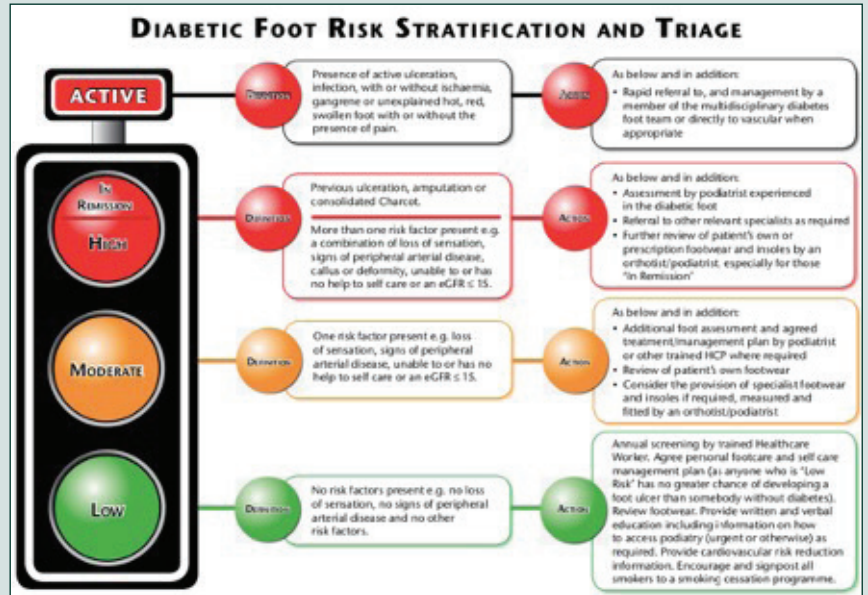 DIABETIC FOOT RISK STRATIFICATION AND TRIAGE
ACTIVE
DEFINITION
Presence of active ulceration,
infection, with or without ischaemia,
gangrene or unexplained hot, red,
swollen foot with or without the
presence of pain.
ACTION
As below and in addition:
• Rapid referral to, and management by a
member of the multidisciplinary diabetes
foot team or directly to vascular when
appropriate
IN
REMISSION
HIGH
DEFINITION
Previous ulceration, amputation or
consolidated Charcot.
More than one risk factor present e.g.
a combination of loss of sensation,
signs of peripheral arterial disease,
callus or deformity, unable to or has
no help to self care or an eGFR ≤ 15.
ACTION
As below and in addition:
• Assessment by podiatrist experienced
in the diabetic foot
• Referral to other relevant specialists as required
• Further review of patient's own or
prescription footwear and insoles by an
orthotist/podiatrist, especially for those
"In Remission"
MODERATE
DEFINITION
One risk factor present e.g. loss
of sensation, signs of peripheral
arterial disease, unable to or has no
help to self care or an eGFR ≤ 15.
ACTION
As below and in addition:
• Additional foot assessment and agreed
treatment/management plan by podiatrist
or other trained HCP where required
• Review of patient's own footwear
• Consider the provision of specialist footwear
and insoles if required, measured and
fitted by an orthotist/podiatrist
LOW
DEFINITION
No risk factors present e.g. no loss
of sensation, no signs of peripheral
arterial disease and no other
risk factors.
ACTION
Annual screening by trained Healthcare
Worker. Agree personal footcare and self care
management plan (as anyone who is "Low
Risk" has no greater chance of developing a
foot ulcer than somebody without diabetes).
Review footwear. Provide written and verbal
education including information on how
to access podiatry (urgent or otherwise) as
required. Provide cardiovascular risk reduction
information. Encourage and signpost all
smokers to a smoking cessation programme.